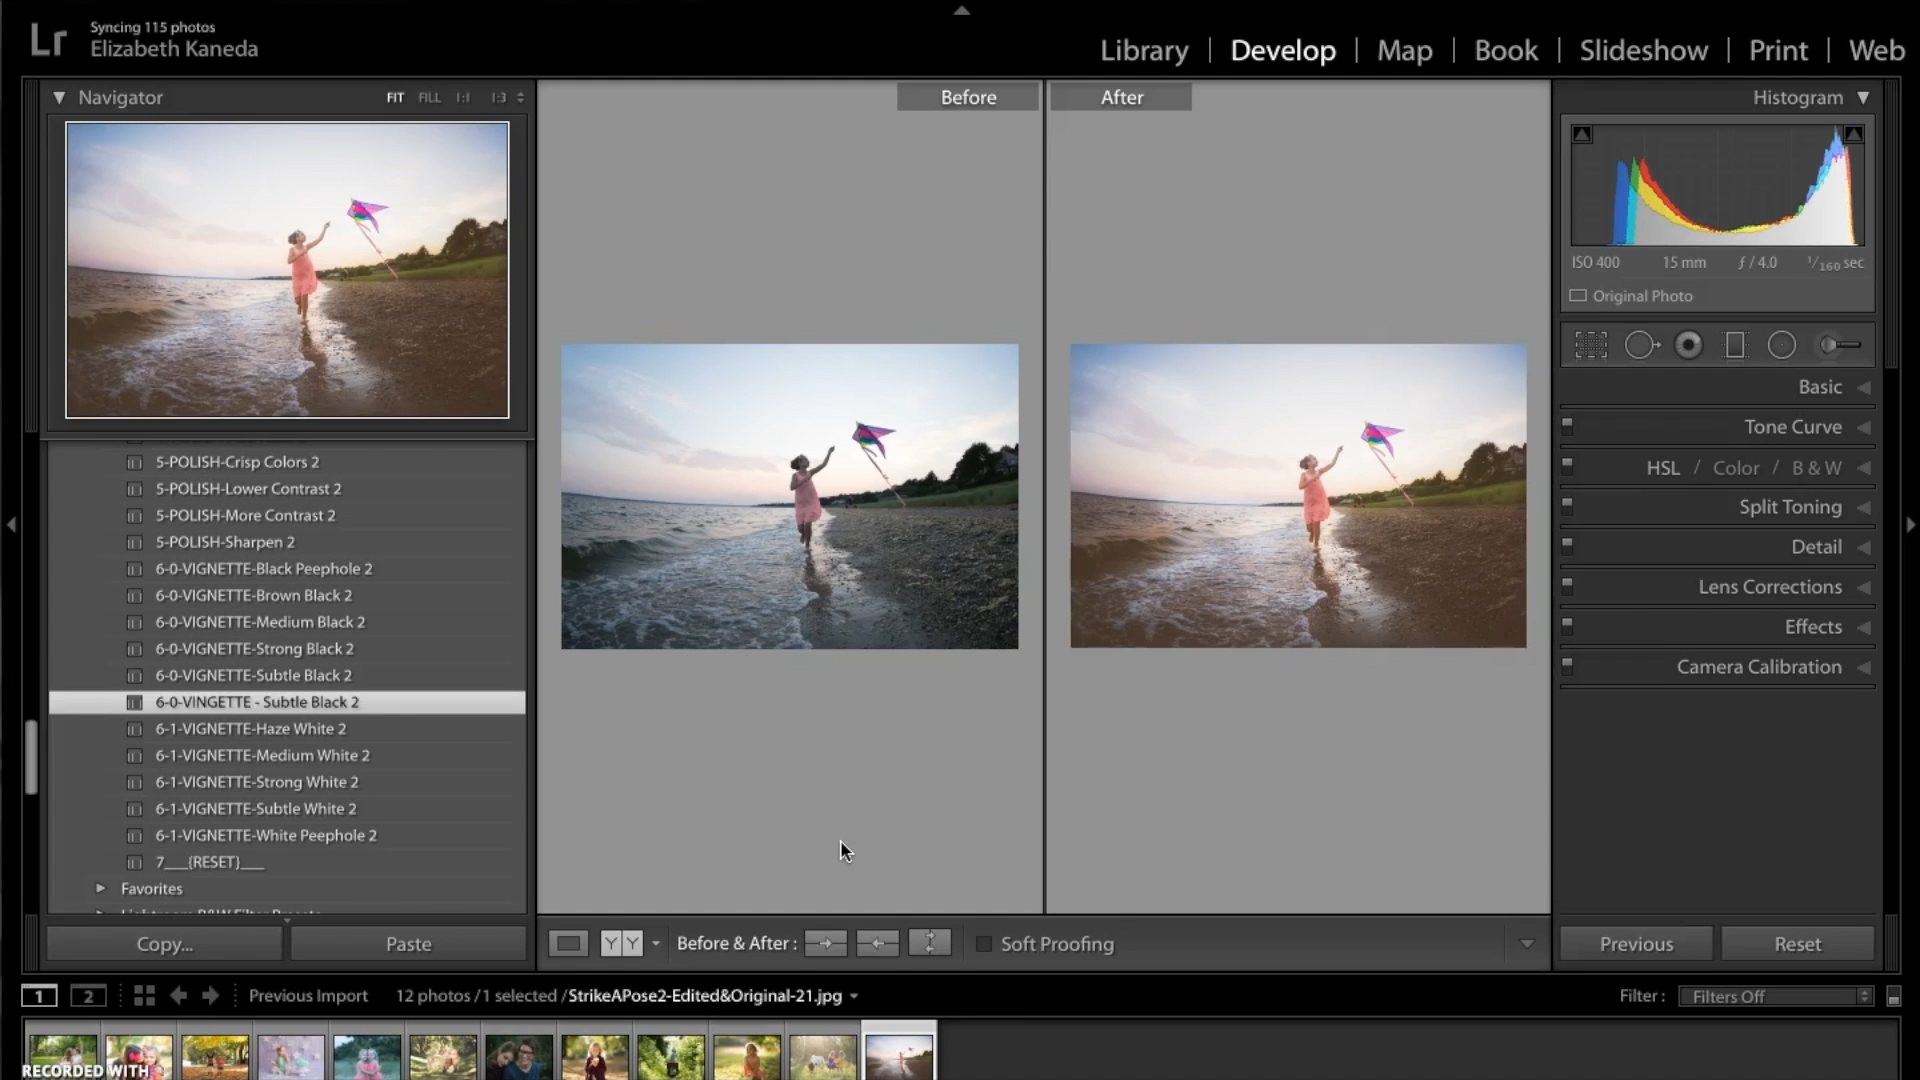 Lr
Syncing 115 photos
Elizabeth Kaneda
Library | Develop | Map | Book | Slideshow | Print | Web
Navigator
FIT FILL 1:1 1:3
Before
After
Histogram
ISO 400 15 mm ƒ / 4.0 1/160 sec
Original Photo
Basic
Tone Curve
HSL / Color / B & W
Split Toning
Detail
Lens Corrections
Effects
Camera Calibration
5-POLISH-Crisp Colors 2
5-POLISH-Lower Contrast 2
5-POLISH-More Contrast 2
5-POLISH-Sharpen 2
6-0-VIGNETTE-Black Peephole 2
6-0-VIGNETTE-Brown Black 2
6-0-VIGNETTE-Medium Black 2
6-0-VIGNETTE-Strong Black 2
6-0-VIGNETTE-Subtle Black 2
6-0-VINGETTE - Subtle Black 2
6-1-VIGNETTE-Haze White 2
6-1-VIGNETTE-Medium White 2
6-1-VIGNETTE-Strong White 2
6-1-VIGNETTE-Subtle White 2
6-1-VIGNETTE-White Peephole 2
7___{RESET}___
Favorites
Copy...
Paste
YY
Before & After :
Soft Proofing
Previous
Reset
1 2
Previous Import
12 photos / 1 selected / StrikeAPose2-Edited&Original-21.jpg
Filter : Filters Off
RECORDED WITH